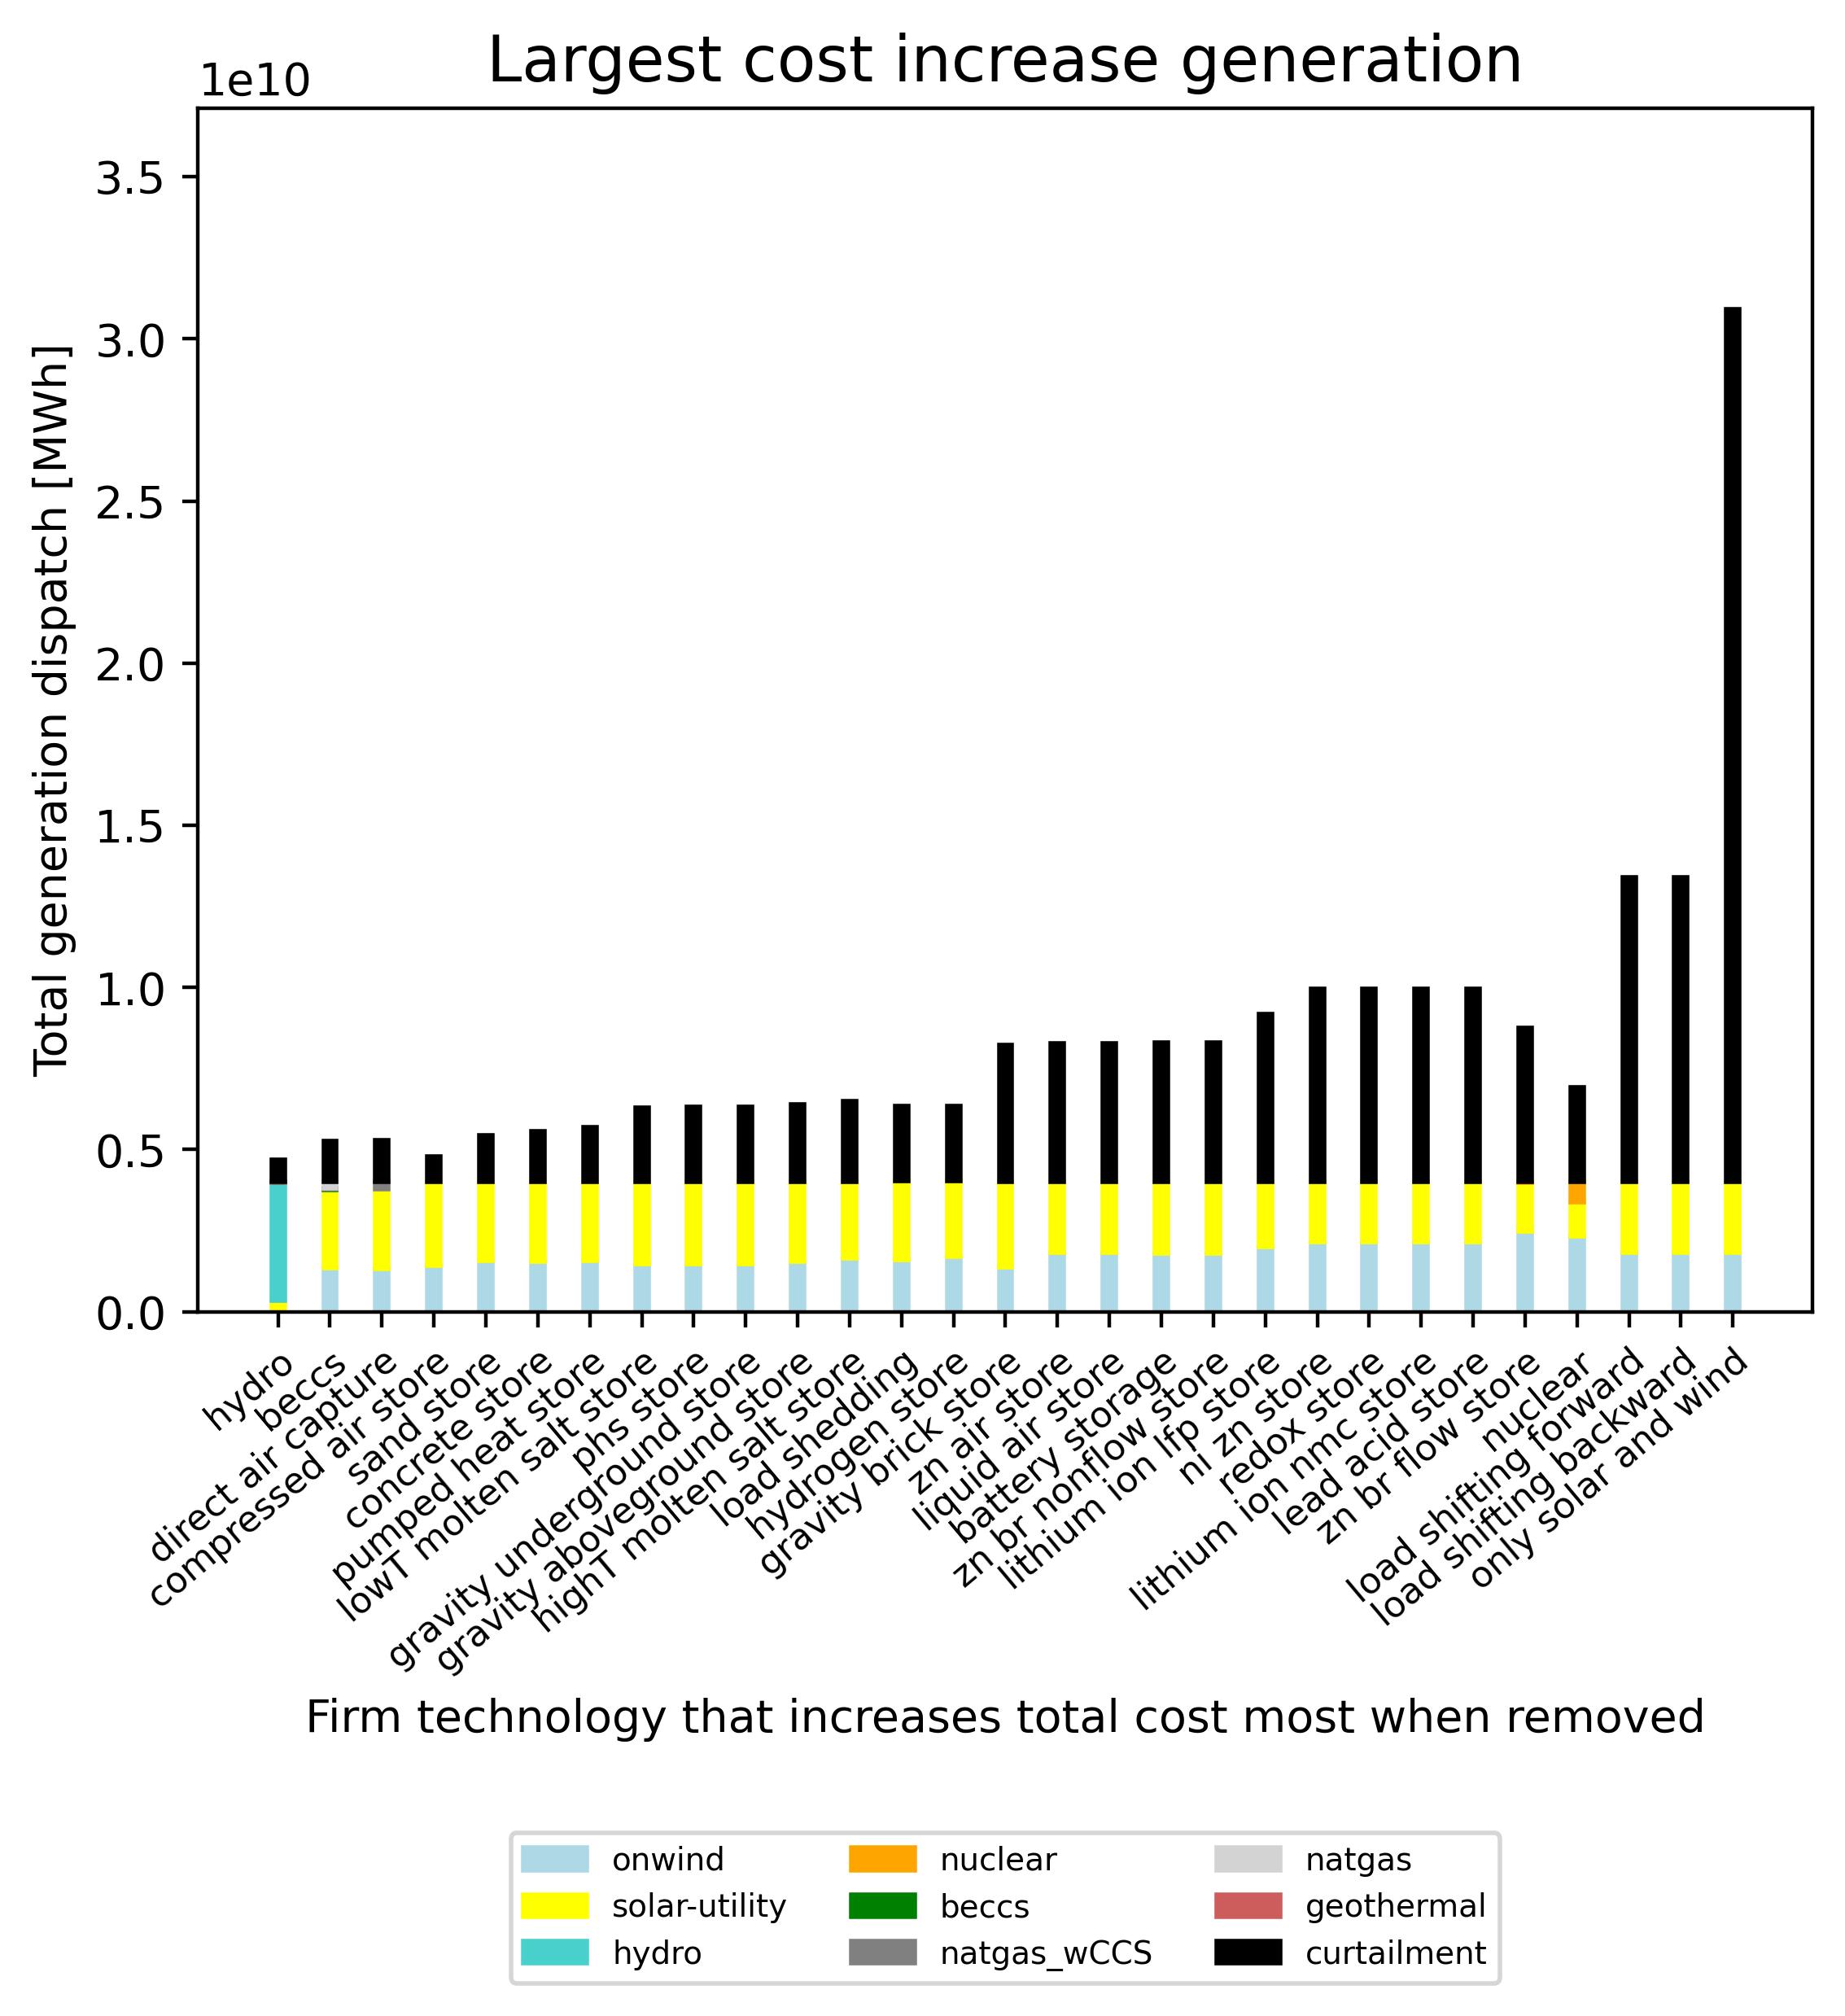 Largest cost increase generation
1e10
Total generation dispatch [MWh]
3.5
3.0
2.5
2.0
1.5
1.0
0.5
0.0
hydro
beccs
direct air capture
compressed air store
sand store
concrete store
pumped heat store
lowT molten salt store
phs store
gravity underground store
gravity aboveground store
highT molten salt store
load shedding
hydrogen store
gravity brick store
zn air store
liquid air store
battery storage
zn br nonflow store
lithium ion lfp store
ni zn store
redox store
lithium ion nmc store
lead acid store
zn br flow store
nuclear
load shifting forward
load shifting backward
only solar and wind
Firm technology that increases total cost most when removed
onwind
solar-utility
hydro
nuclear
beccs
natgas_wCCS
natgas
geothermal
curtailment